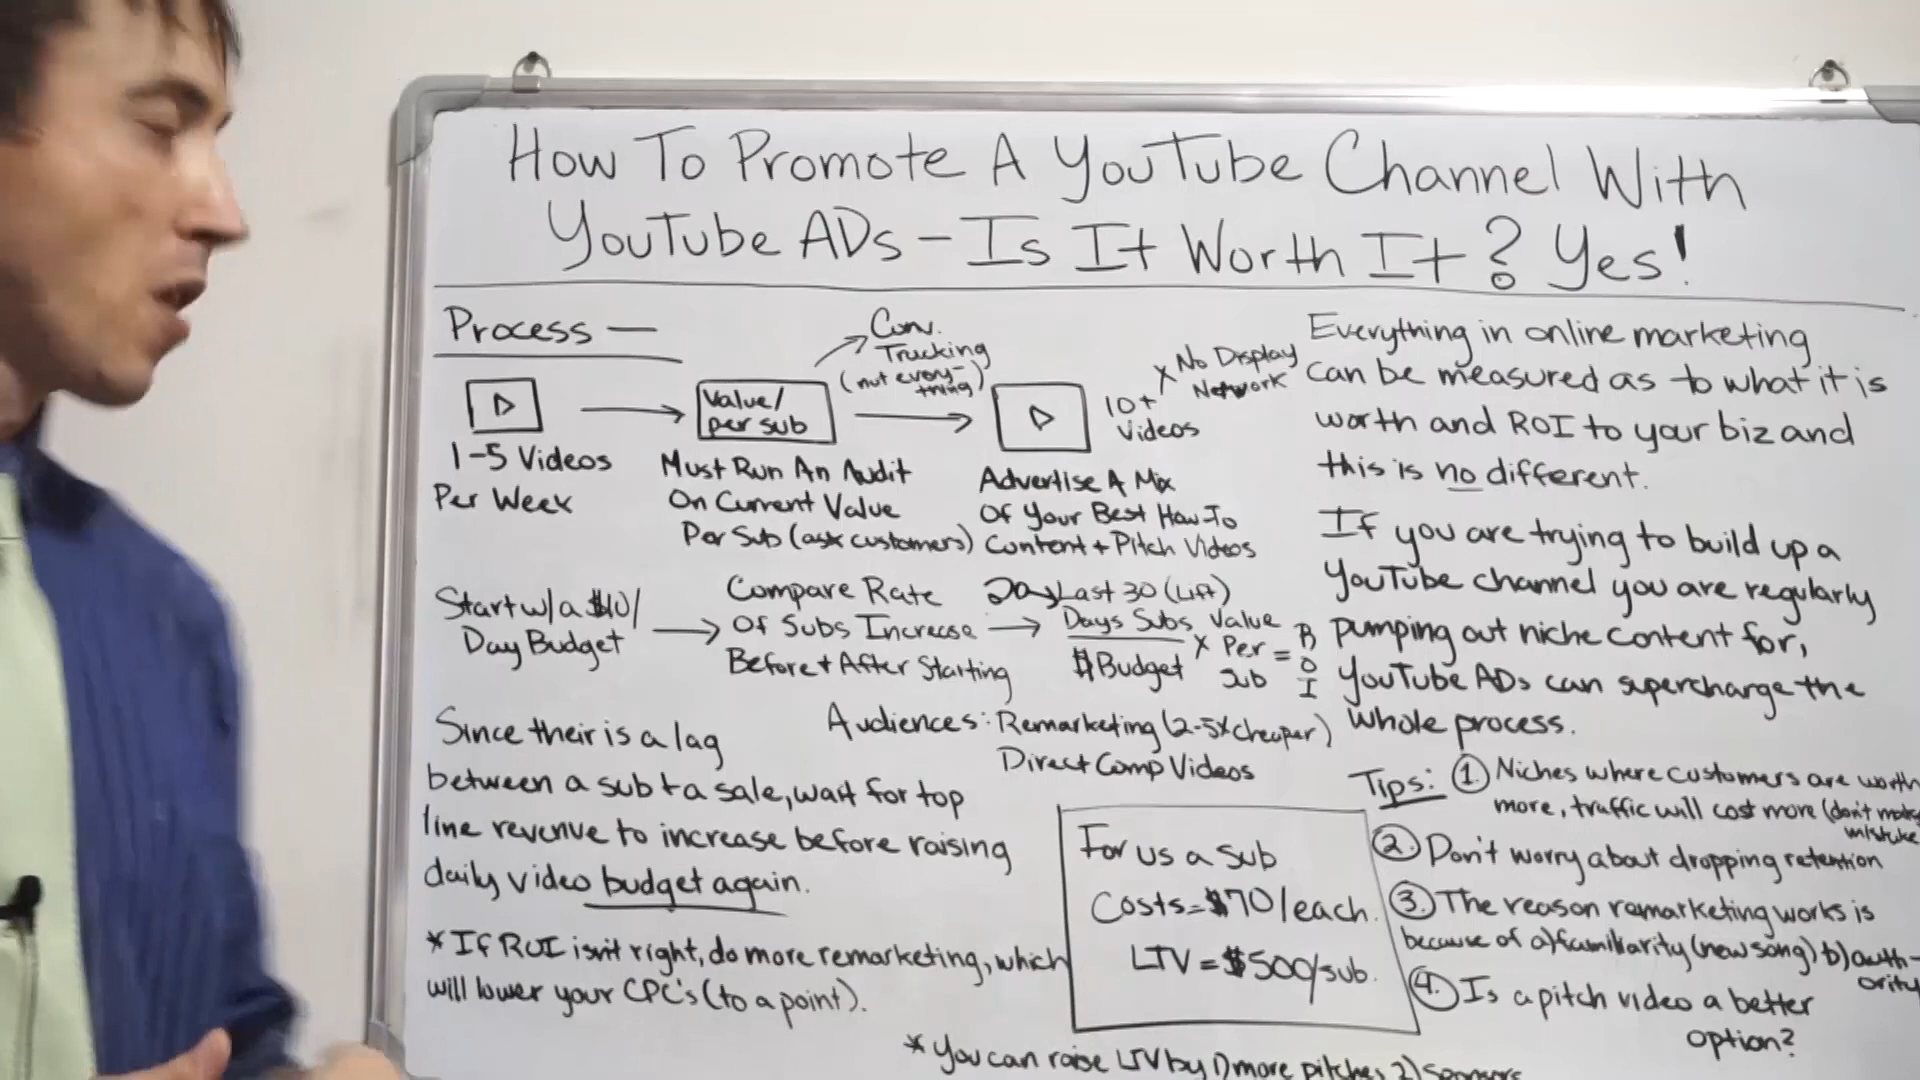 How To Promote A YouTube Channel With
YouTube ADs - Is It Worth It? Yes!
Process —
Conv.
Trucking
(not every-
thing)
Value/
per sub
10+
Videos
x No Display
Network
1-5 Videos
Per Week
Must Run An Audit
On Current Value
Per Sub (ask customers)
Advertise A Mix
Of Your Best How-To
Content + Pitch Videos
Start w/a $10/
Day Budget
Compare Rate
Of Subs Increase
Before + After Starting
Day Last 30 (Lift)
Days Subs
$ Budget
x
Value
Per
Sub
=
ROI
Audiences: Remarketing (2-5x cheaper)
Direct Comp Videos
Since their is a lag
between a sub + a sale, wait for top
line revenue to increase before raising
daily video budget again.
* If ROI isn't right, do more remarketing, which
will lower your CPC's (to a point).
For us a sub
Costs = $70/each.
LTV = $500/sub.
* You can raise LTV by 1) more pitches 2) sponsors
Everything in online marketing
can be measured as to what it is
worth and ROI to your biz and
this is no different.
If you are trying to build up a
YouTube channel you are regularly
pumping out niche content for,
YouTube ADs can supercharge the
whole process.
Tips: 1. Niches where customers are worth
more, traffic will cost more (don't make
mistake
2. Don't worry about dropping retention
3. The reason remarketing works is
because of a) familiarity (new song) b) auth-
ority
4. Is a pitch video a better
option?